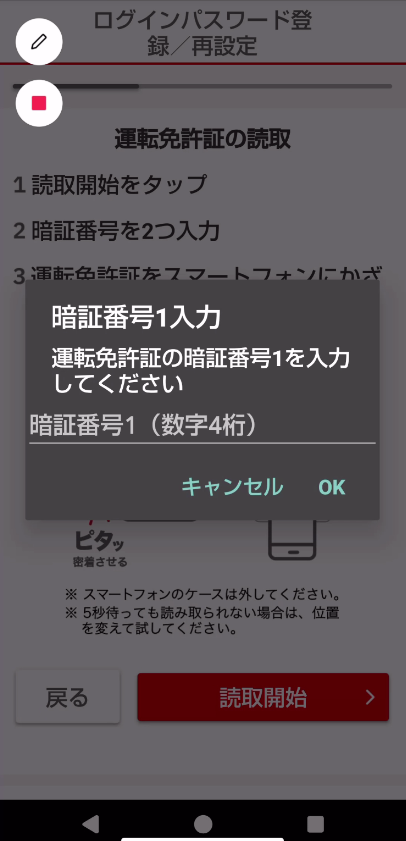 ログインパスワード登
録／再設定
運転免許証の読取
1 読取開始をタップ
2 暗証番号を2つ入力
3 運転免許証をスマートフォンにかざ
暗証番号1入力
運転免許証の暗証番号1を入力
してください
暗証番号1（数字4桁）
キャンセル OK
ピタッ
密着させる
※ スマートフォンのケースは外してください。
※ 5秒待っても読み取られない場合は、位置
を変えて試してください。
戻る 読取開始